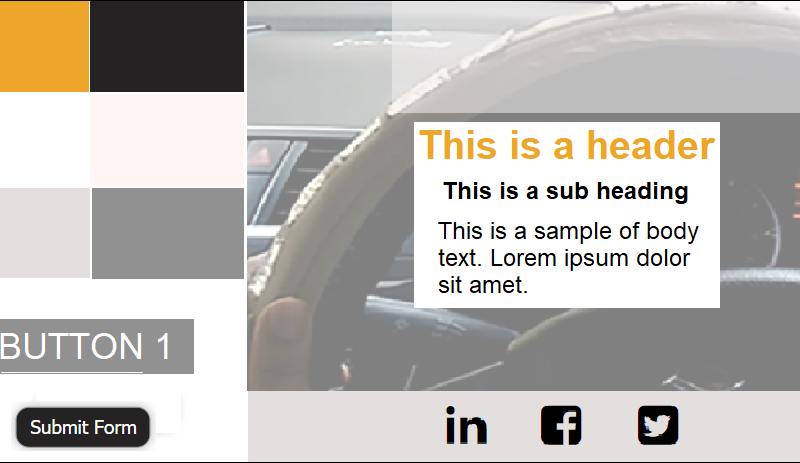 This is a header
This is a sub heading
This is a sample of body
text. Lorem ipsum dolor
sit amet.
BUTTON 1
Submit Form
in